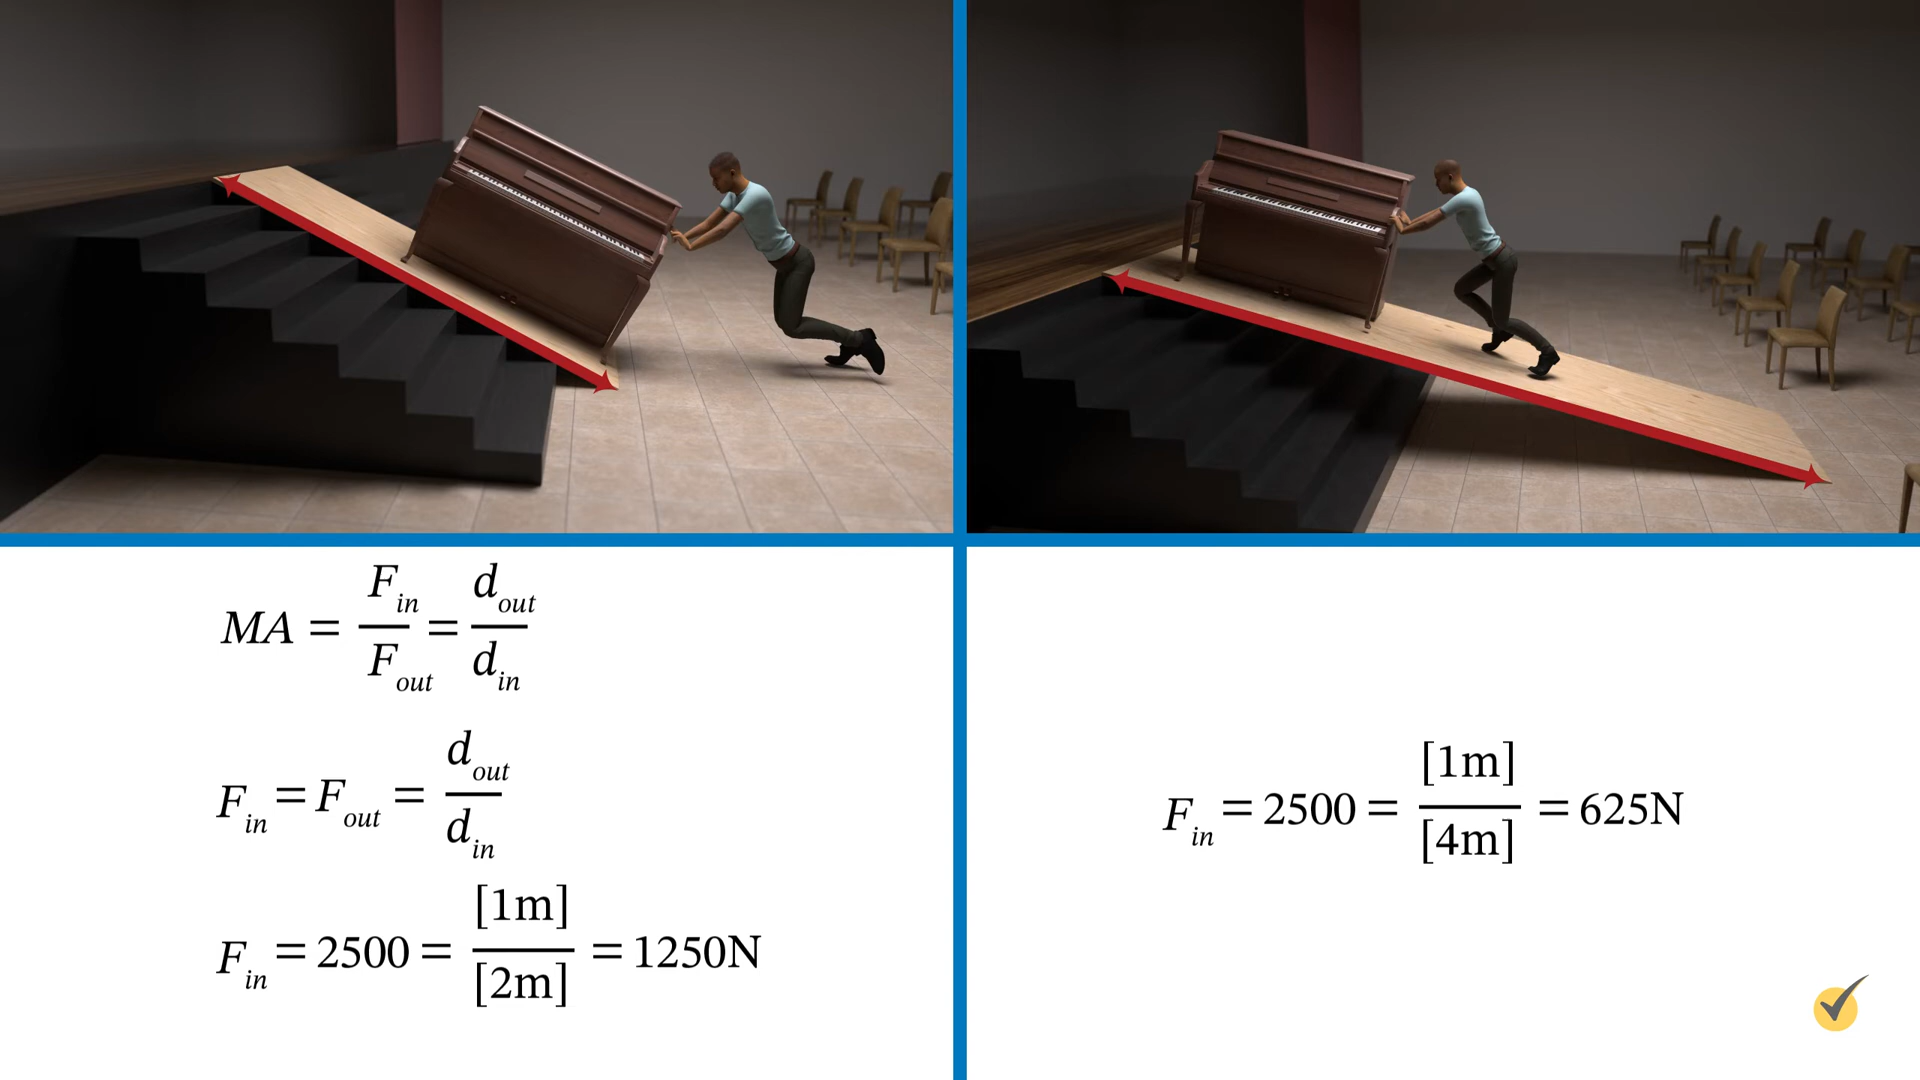 MA = F_in / F_out = d_out / d_in
F_in = F_out = d_out / d_in
F_in = 2500 = [1m] / [2m] = 1250N
F_in = 2500 = [1m] / [4m] = 625N